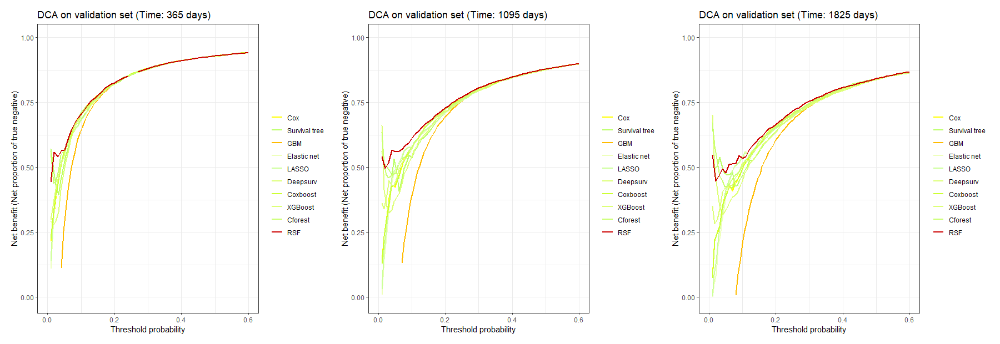 DCA on validation set (Time: 365 days)
Net benefit (Net proportion of true negative)
1.00
0.75
0.50
0.25
0.00
0.0
0.2
0.4
0.6
Threshold probability
Cox
Survival tree
GBM
Elastic net
LASSO
Deepsurv
Coxboost
XGBoost
Cforest
RSF
DCA on validation set (Time: 1095 days)
Net benefit (Net proportion of true negative)
1.00
0.75
0.50
0.25
0.00
0.0
0.2
0.4
0.6
Threshold probability
Cox
Survival tree
GBM
Elastic net
LASSO
Deepsurv
Coxboost
XGBoost
Cforest
RSF
DCA on validation set (Time: 1825 days)
Net benefit (Net proportion of true negative)
1.00
0.75
0.50
0.25
0.00
0.0
0.2
0.4
0.6
Threshold probability
Cox
Survival tree
GBM
Elastic net
LASSO
Deepsurv
Coxboost
XGBoost
Cforest
RSF